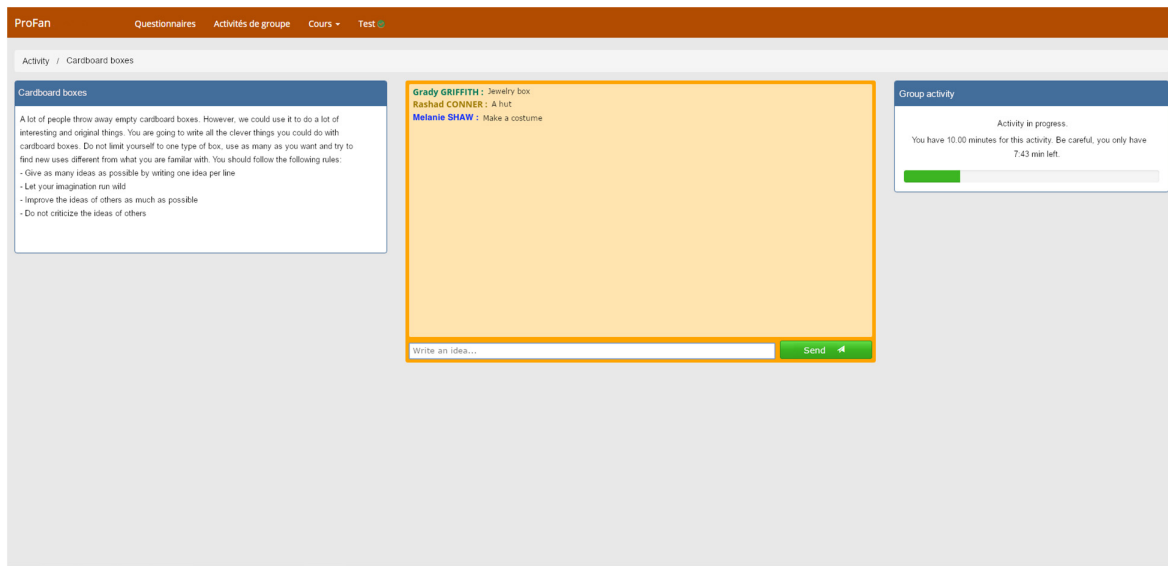 ProFan Questionnaires Activités de groupe Cours Test
Activity / Cardboard boxes
Cardboard boxes
A lot of people throw away empty cardboard boxes. However, we could use it to do a lot of
interesting and original things. You are going to write all the clever things you could do with
cardboard boxes. Do not limit yourself to one type of box, use as many as you want and try to
find new uses different from what you are familar with. You should follow the following rules:
- Give as many ideas as possible by writing one idea per line
- Let your imagination run wild
- Improve the ideas of others as much as possible
- Do not criticize the ideas of others
Grady GRIFFITH : Jewelry box
Rashad CONNER : A hut
Melanie SHAW : Make a costume
Write an idea...
Send
Group activity
Activity in progress.
You have 10.00 minutes for this activity. Be careful, you only have
7:43 min left.